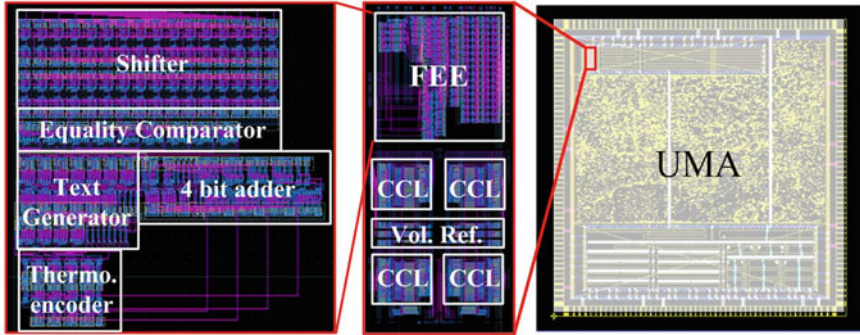 Shifter
Equality Comparator
Text
Generator
4 bit adder
Thermo.
encoder
FEE
CCL CCL
Vol. Ref.
CCL CCL
UMA